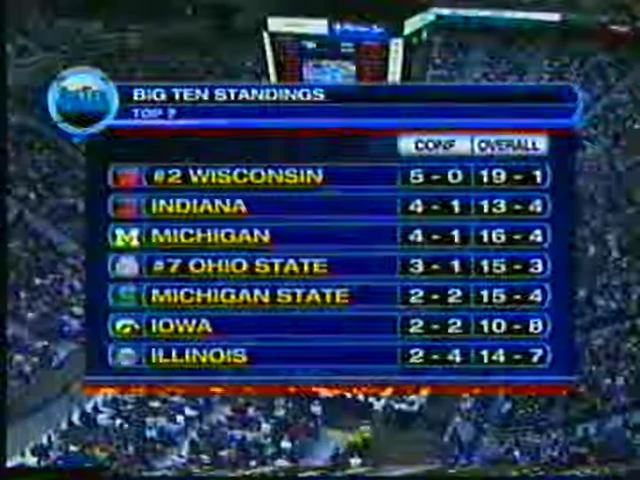 BIG TEN STANDINGS
TOP 7
CONF OVERALL
#2 WISCONSIN 5 - 0 19 - 1
INDIANA 4 - 1 13 - 4
MICHIGAN 4 - 1 16 - 4
#7 OHIO STATE 3 - 1 15 - 3
MICHIGAN STATE 2 - 2 15 - 4
IOWA 2 - 2 10 - 8
ILLINOIS 2 - 4 14 - 7